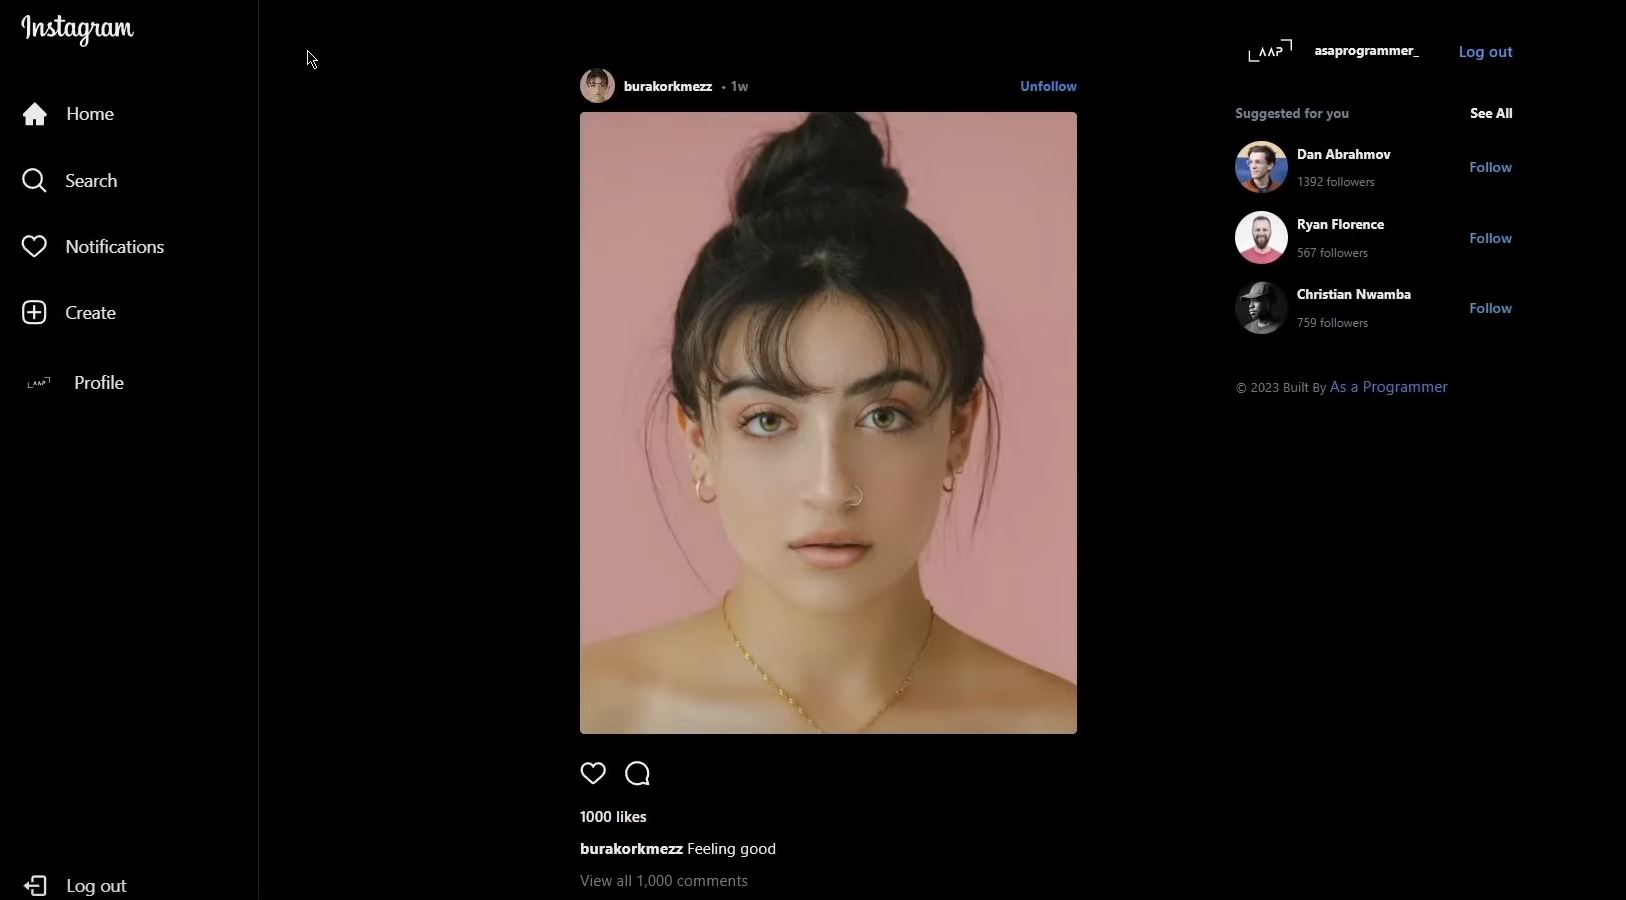 Instagram
Home
Search
Notifications
Create
LAAP
Profile
Log out
burakorkmezz • 1w
Unfollow
1000 likes
burakorkmezz Feeling good
View all 1,000 comments
AAP
asaprogrammer_
Log out
Suggested for you
See All
Dan Abrahmov
1392 followers
Follow
Ryan Florence
567 followers
Follow
Christian Nwamba
759 followers
Follow
© 2023 Built By As a Programmer